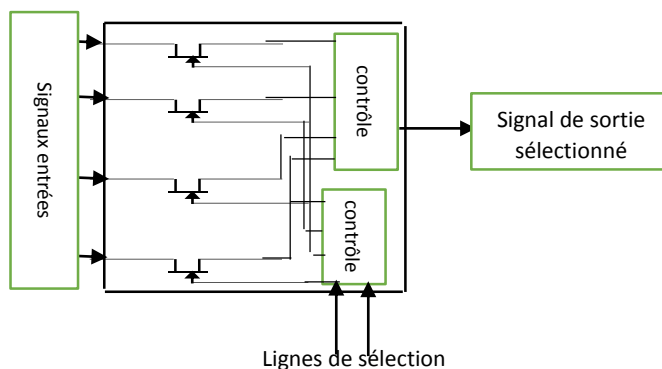 Signaux entrées
contrôle
contrôle
Signal de sortie
sélectionné
Lignes de sélection